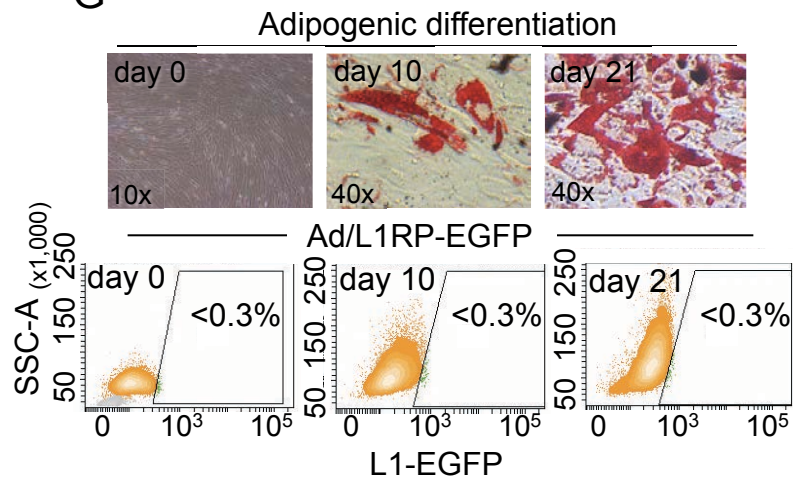 G
Adipogenic differentiation
day 0 day 10 day 21
10x 40x 40x
Ad/L1RP-EGFP
SSC-A (x1,000)
250 150 50
day 0
<0.3%
0 10³ 10⁵
250 150 50
day 10
<0.3%
0 10³ 10⁵
250 150 50
day 21
<0.3%
0 10³ 10⁵
L1-EGFP